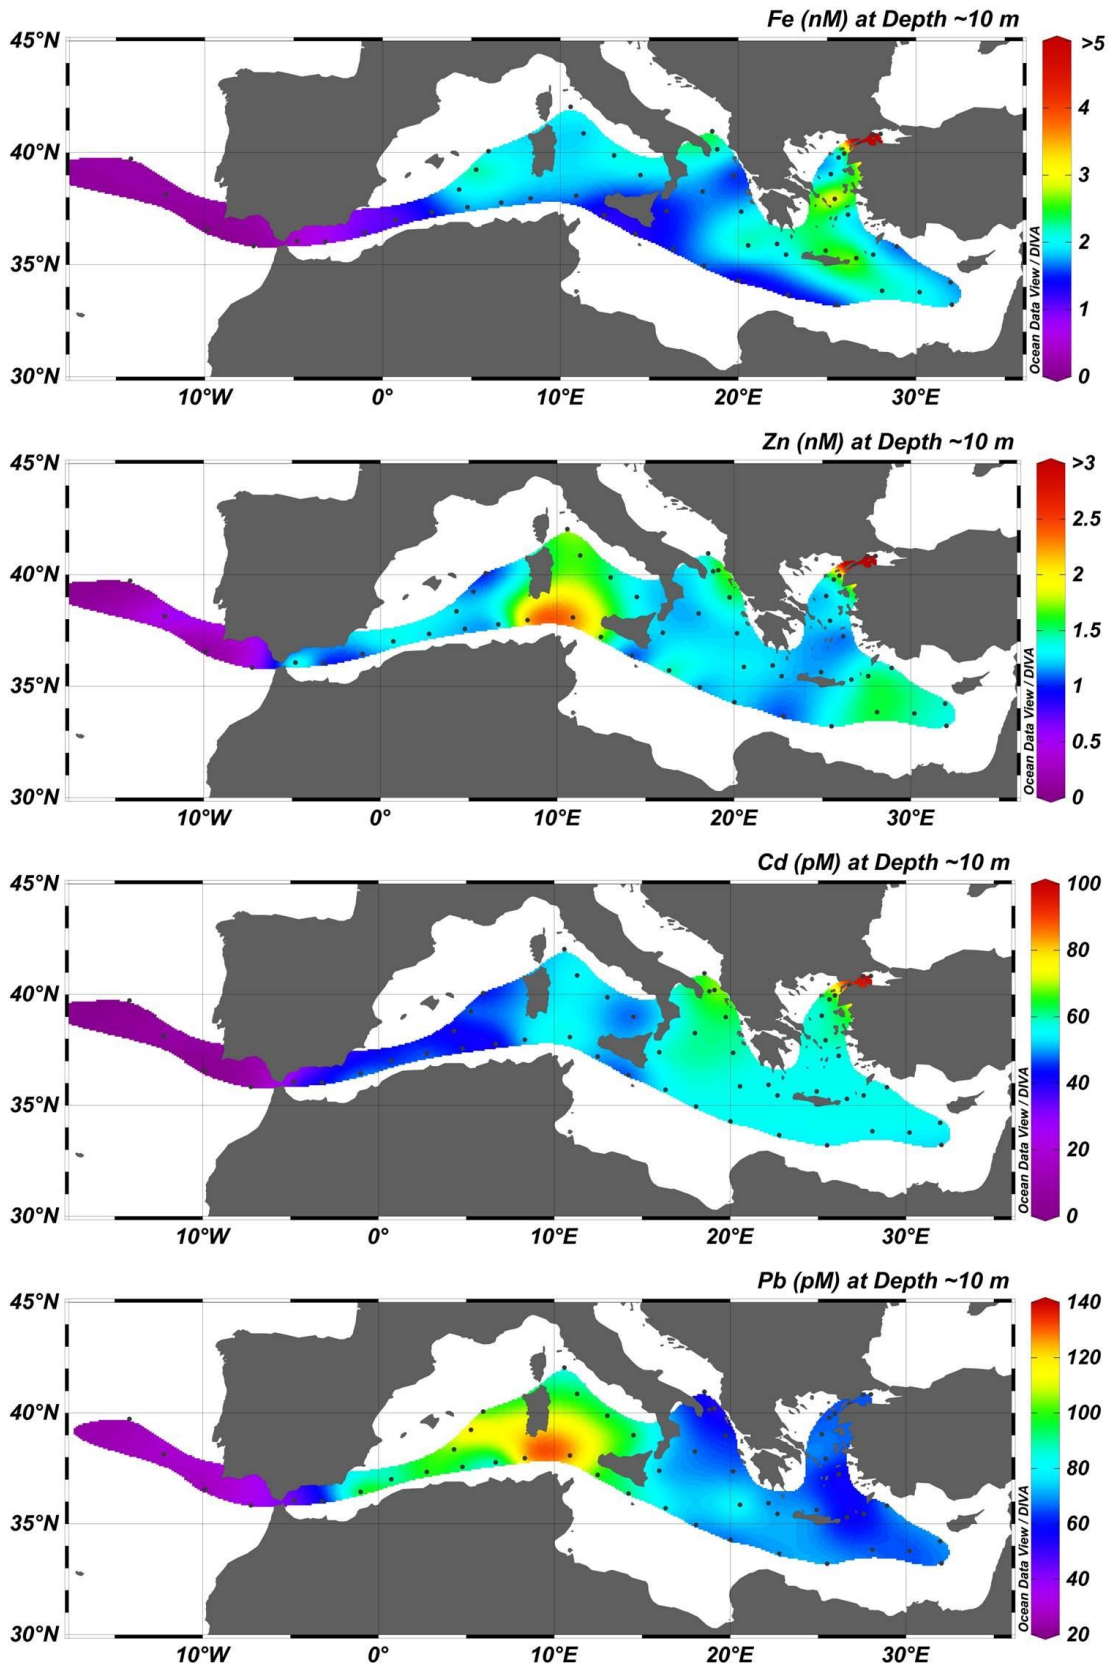 Fe (nM) at Depth ~10 m
45°N
>5
4
40°N
3
2
35°N
1
Ocean Data View / DIVA
30°N
0
10°W 0° 10°E 20°E 30°E
Zn (nM) at Depth ~10 m
45°N
>3
2.5
40°N
2
1.5
35°N
1
0.5
Ocean Data View / DIVA
30°N
0
10°W 0° 10°E 20°E 30°E
Cd (pM) at Depth ~10 m
45°N
100
80
40°N
60
40
35°N
20
Ocean Data View / DIVA
30°N
0
10°W 0° 10°E 20°E 30°E
Pb (pM) at Depth ~10 m
45°N
140
120
40°N
100
80
35°N
60
40
Ocean Data View / DIVA
30°N
20
10°W 0° 10°E 20°E 30°E